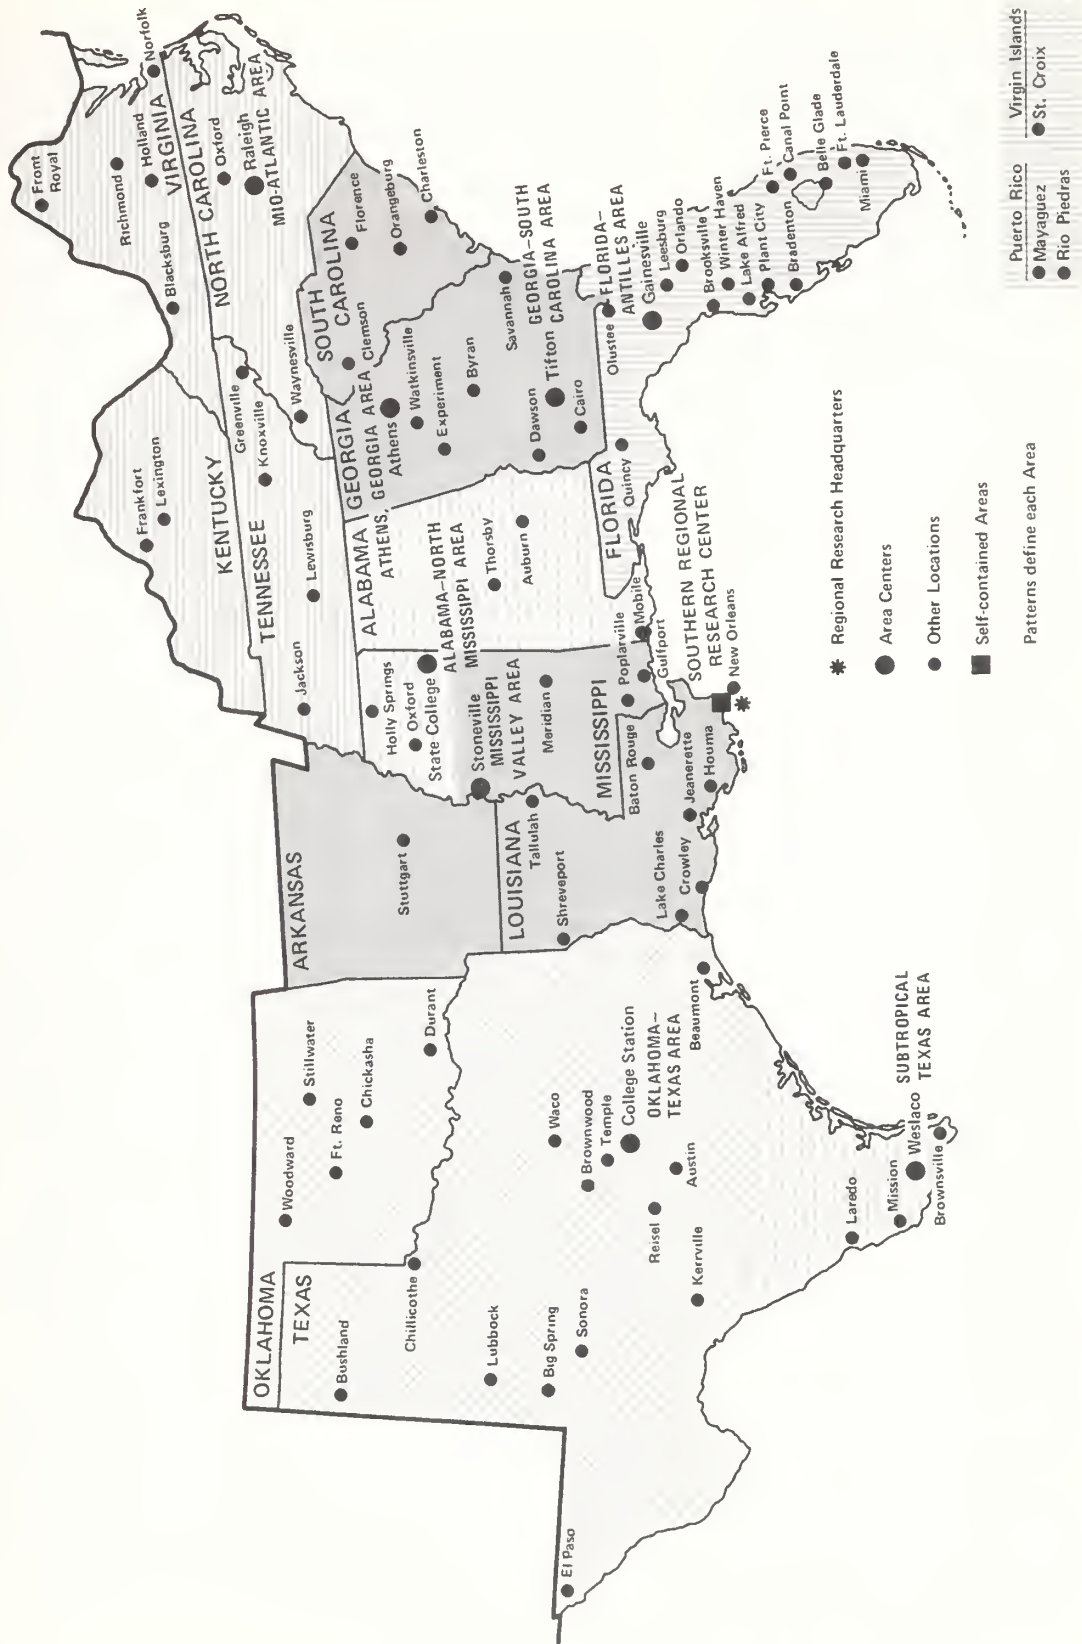 OKLAHOMA
TEXAS
Woodward
Stillwater
Ft. Reno
Chickasha
Durant
Bushland
Chillicothe
Lubbock
Big Spring
Sonora
El Paso
Waco
Brownwood
Temple
College Station
OKLAHOMA–
TEXAS AREA
Reisel
Austin
Kerrville
Beaumont
Laredo
Mission
Weslaco
Brownsville
SUBTROPICAL
TEXAS AREA
ARKANSAS
Stuttgart
LOUISIANA
Tallulah
Shreveport
Lake Charles
Crowley
Jeanerette
Houma
Baton Rouge
MISSISSIPPI
Holly Springs
Oxford
State College
ALABAMA–NORTH
MISSISSIPPI AREA
Stoneville
MISSISSIPPI
VALLEY AREA
Meridian
Poplarville
Gulfport
Mobile
SOUTHERN REGIONAL
RESEARCH CENTER
New Orleans
KENTUCKY
Frankfort
Lexington
TENNESSEE
Jackson
Lewisburg
Knoxville
Greenville
ALABAMA
Thorsby
Auburn
GEORGIA
ATHENS, GEORGIA AREA
Athens
Watkinsville
Experiment
Byran
Dawson
Tifton
Cairo
Savannah
GEORGIA–SOUTH
CAROLINA AREA
SOUTH
CAROLINA
Clemson
Florence
Orangeburg
Charleston
VIRGINIA
Front
Royal
Richmond
Holland
Norfolk
Blacksburg
NORTH CAROLINA
Oxford
Raleigh
MIO-ATLANTIC AREA
Waynesville
FLORIDA
Quincy
Olustee
FLORIDA–
ANTILLES AREA
Gainesville
Leesburg
Orlando
Brooksville
Winter Haven
Lake Alfred
Plant City
Bradenton
Ft. Pierce
Canal Point
Belle Glade
Ft. Lauderdale
Miami
Puerto Rico
Mayaguez
Rio Piedras
Virgin Islands
St. Croix
Regional Research Headquarters
Area Centers
Other Locations
Self-contained Areas
Patterns define each Area